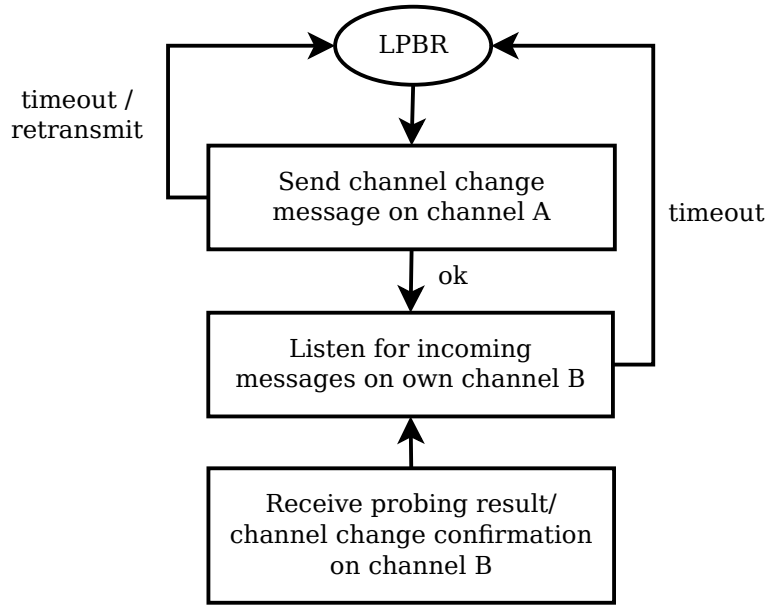 LPBR
timeout /
retransmit
Send channel change
message on channel A
timeout
ok
Listen for incoming
messages on own channel B
Receive probing result/
channel change confirmation
on channel B